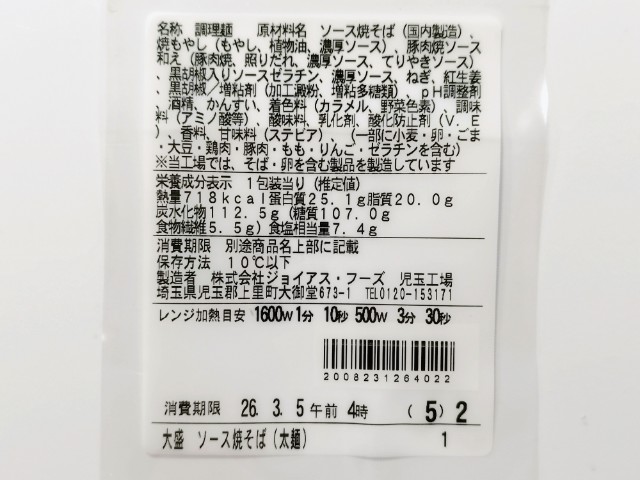 名称　調理麺　　原材料名　ソース焼そば（国内製造）、
焼もやし（もやし、植物油、濃厚ソース）、豚肉焼ソース
和え（豚肉焼、照りだれ、濃厚ソース、てりやきソース）
、黒胡椒入りソースゼラチン、濃厚ソース、ねぎ、紅生姜
、黒胡椒／増粘剤（加工澱粉、増粘多糖類）、ｐＨ調整剤
、酒精、かんすい、着色料（カラメル、野菜色素）、調味
料（アミノ酸等）、酸味料、乳化剤、酸化防止剤（Ｖ．Ｅ
）、香料、甘味料（ステビア）、（一部に小麦・卵・ごま
・大豆・鶏肉・豚肉・もも・りんご・ゼラチンを含む）
※当工場では、そば・卵を含む製品を製造しています
栄養成分表示　１包装当り（推定値）
熱量７１８ｋｃａｌ蛋白質２５．１ｇ脂質２０．０ｇ
炭水化物１１２．５ｇ（糖質１０７．０ｇ
食物繊維５．５ｇ）食塩相当量７．４ｇ
消費期限　別途商品名上部に記載
保存方法　１０℃以下
製造者　株式会社ジョイアス・フーズ　児玉工場
埼玉県児玉郡上里町大御堂673-1　TEL0120-153171
レンジ加熱目安　1600W 1分　10秒 500W　3分　30秒
2008231264022
消費期限　26. 3. 5 午前 4時　　（5）2
大盛　ソース焼そば（太麺）　　1